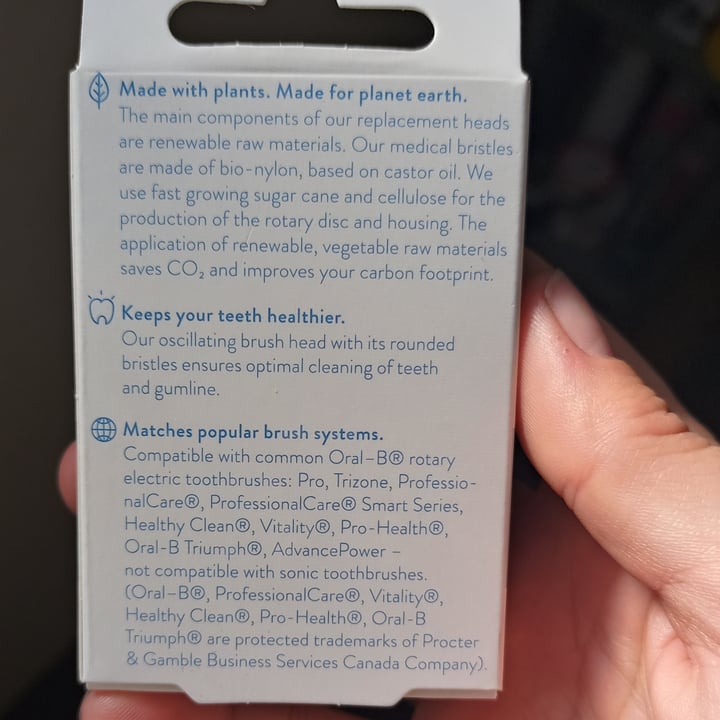 Made with plants. Made for planet earth.
The main components of our replacement heads
are renewable raw materials. Our medical bristles
are made of bio-nylon, based on castor oil. We
use fast growing sugar cane and cellulose for the
production of the rotary disc and housing. The
application of renewable, vegetable raw materials
saves CO₂ and improves your carbon footprint.
Keeps your teeth healthier.
Our oscillating brush head with its rounded
bristles ensures optimal cleaning of teeth
and gumline.
Matches popular brush systems.
Compatible with common Oral–B® rotary
electric toothbrushes: Pro, Trizone, Professio-
nalCare®, ProfessionalCare® Smart Series,
Healthy Clean®, Vitality®, Pro-Health®,
Oral-B Triumph®, AdvancePower –
not compatible with sonic toothbrushes.
(Oral–B®, ProfessionalCare®, Vitality®,
Healthy Clean®, Pro-Health®, Oral-B
Triumph® are protected trademarks of Procter
& Gamble Business Services Canada Company).